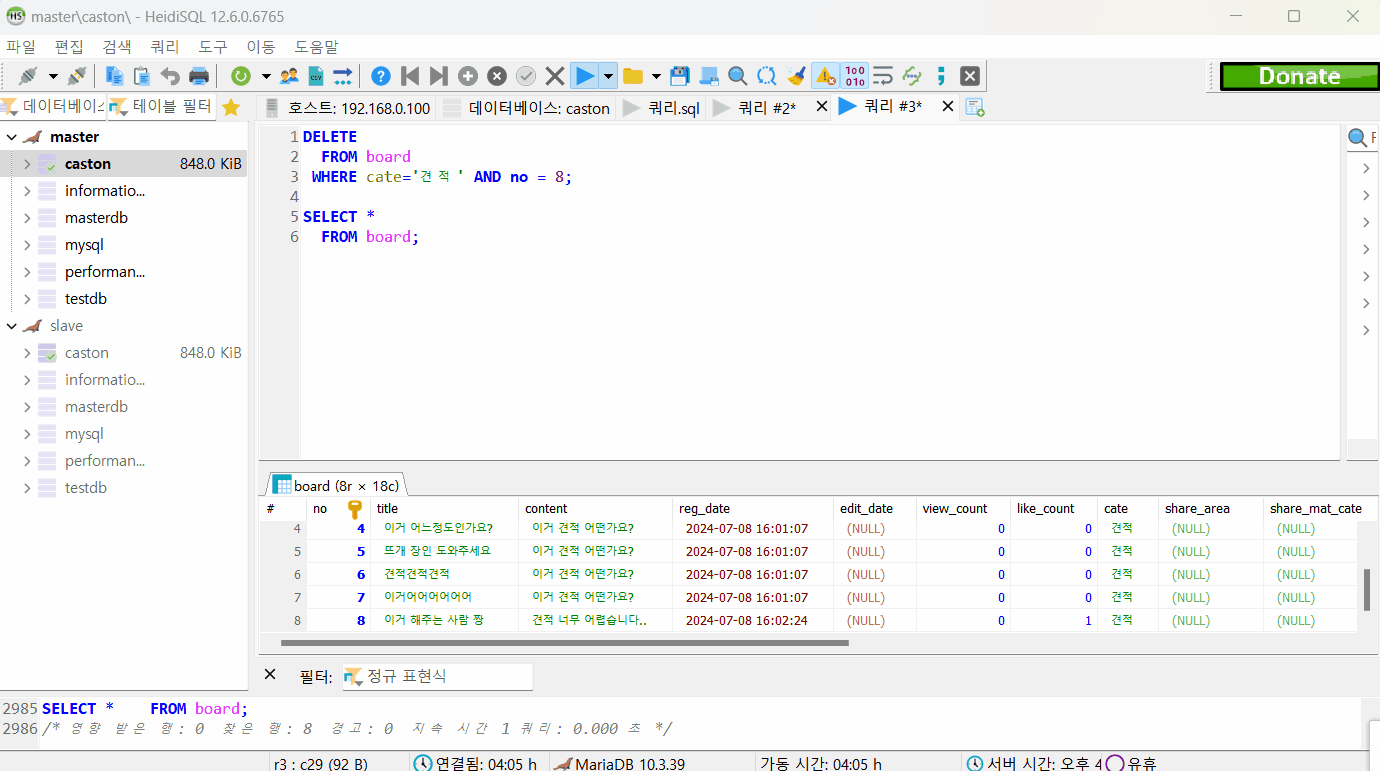 master\caston\ - HeidiSQL 12.6.0.6765
파일 편집 검색 쿼리 도구 이동 도움말
Donate
데이터베이스 테이블 필터 호스트: 192.168.0.100 데이터베이스: caston 쿼리.sql 쿼리 #2* 쿼리 #3*
master
caston 848.0 KiB
informatio...
masterdb
mysql
performan...
testdb
slave
caston 848.0 KiB
informatio...
masterdb
mysql
performan...
testdb
1 DELETE
2 FROM board
3 WHERE cate='견적' AND no = 8;
4
5 SELECT *
6 FROM board;
board (8r × 18c)
# no title content reg_date edit_date view_count like_count cate share_area share_mat_cate
4 4 이거 어느정도인가요? 이거 견적 어떤가요? 2024-07-08 16:01:07 (NULL) 0 0 견적 (NULL) (NULL)
5 5 뜨개 장인 도와주세요 이거 견적 어떤가요? 2024-07-08 16:01:07 (NULL) 0 0 견적 (NULL) (NULL)
6 6 견적견적견적 이거 견적 어떤가요? 2024-07-08 16:01:07 (NULL) 0 0 견적 (NULL) (NULL)
7 7 이거어어어어어어 이거 견적 어떤가요? 2024-07-08 16:01:07 (NULL) 0 0 견적 (NULL) (NULL)
8 8 이거 해주는 사람 짱 견적 너무 어렵습니다.. 2024-07-08 16:02:24 (NULL) 0 1 견적 (NULL) (NULL)
필터: 정규 표현식
2985 SELECT * FROM board;
2986 /* 영향 받은 행: 0 찾은 행: 8 경고: 0 지속 시간 1 쿼리: 0.000 초 */
r3 : c29 (92 B) 연결됨: 04:05 h MariaDB 10.3.39 가동 시간: 04:05 h 서버 시간: 오후 4 유휴